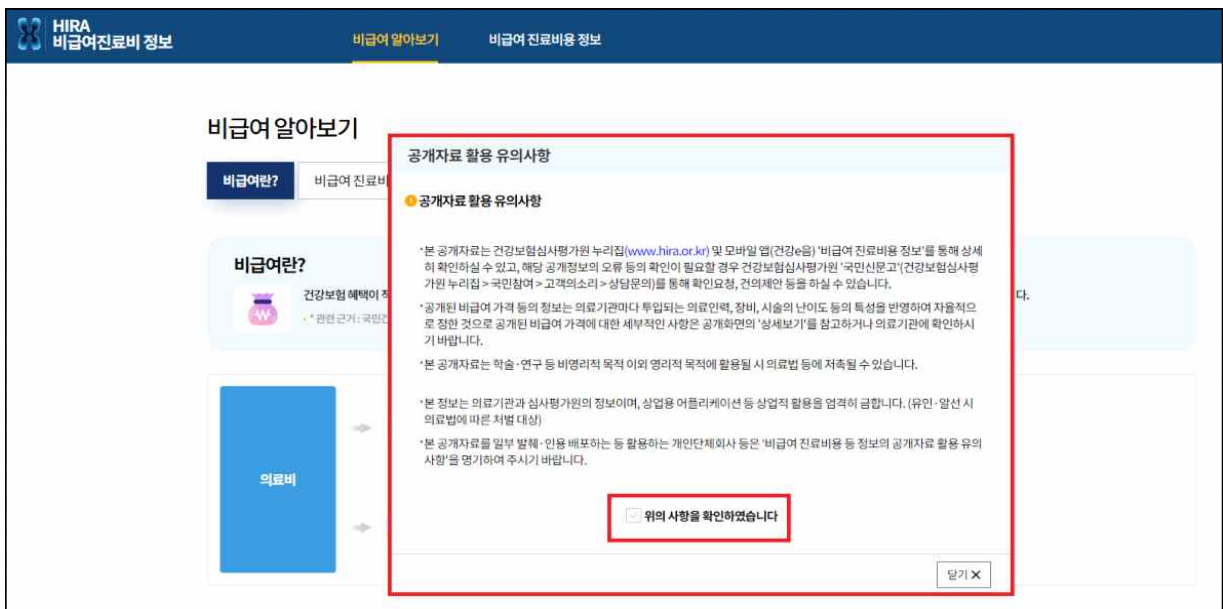 HIRA
비급여진료비 정보
비급여 알아보기
비급여 진료비용 정보
비급여 알아보기
비급여란?
비급여 진료비
비급여란?
건강보험 혜택이 적
다.
* 관련 근거 : 국민건
의료비
공개자료 활용 유의사항
공개자료 활용 유의사항
*본 공개자료는 건강보험심사평가원 누리집(www.hira.or.kr) 및 모바일 앱(건강e음) '비급여 진료비용 정보'를 통해 상세
히 확인하실 수 있고, 해당 공개정보의 오류 등의 확인이 필요할 경우 건강보험심사평가원 '국민신문고'(건강보험심사평
가원 누리집 > 국민참여 > 고객의소리 > 상담문의)를 통해 확인요청, 건의제안 등을 하실 수 있습니다.
*공개된 비급여 가격 등의 정보는 의료기관마다 투입되는 의료인력, 장비, 시술의 난이도 등의 특성을 반영하여 자율적으
로 정한 것으로 공개된 비급여 가격에 대한 세부적인 사항은 공개화면의 '상세보기'를 참고하거나 의료기관에 확인하시
기 바랍니다.
*본 공개자료는 학술·연구 등 비영리적 목적 이외 영리적 목적에 활용될 시 의료법 등에 저촉될 수 있습니다.
*본 정보는 의료기관과 심사평가원의 정보이며, 상업용 어플리케이션 등 상업적 활용을 엄격히 금합니다. (유인·알선 시
의료법에 따른 처벌 대상)
*본 공개자료를 일부 발췌·인용 배포하는 등 활용하는 개인단체회사 등은 '비급여 진료비용 등 정보의 공개자료 활용 유의
사항'을 명기하여 주시기 바랍니다.
위의 사항을 확인하였습니다
닫기 X